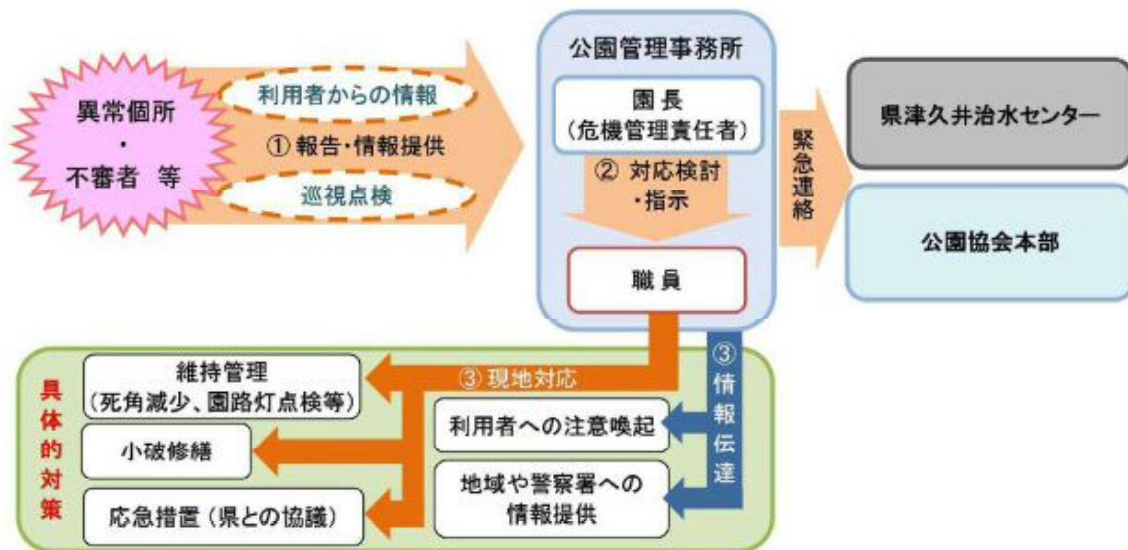 異常個所
・
不審者 等
利用者からの情報
① 報告・情報提供
巡視点検
公園管理事務所
園長
(危機管理責任者)
② 対応検討
・指示
職員
緊急連絡
県津久井治水センター
公園協会本部
具体的対策
③ 現地対応
維持管理
(死角減少、園路灯点検等)
小破修繕
応急措置(県との協議)
③情報伝達
利用者への注意喚起
地域や警察署への
情報提供